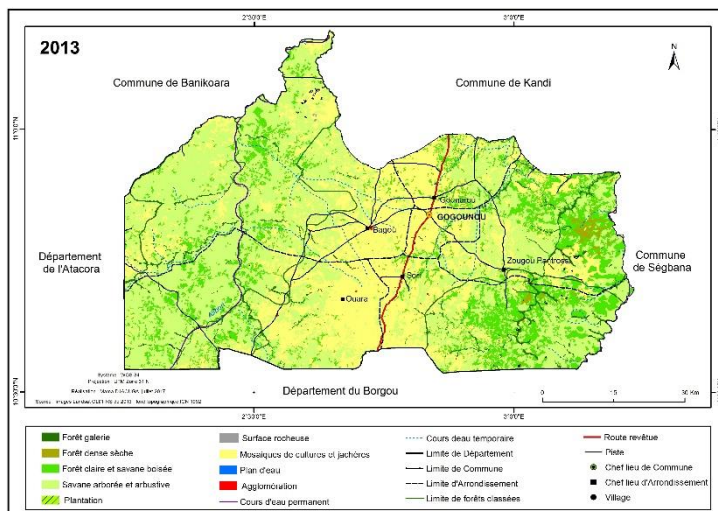 2°30'0"E
3°0'0"E
2013
N
Commune de Banikoara
Commune de Kandi
Gounarou
GOGOUNOU
Bagou
Zougou Pantrossi
Département
de l'Atacora
Commune
de Ségbana
Sori
Ouara
Alibori
Département du Borgou
0 15 30 Km
2°30'0"E
3°0'0"E
Forêt galerie
Forêt dense sèche
Forêt claire et savane boisée
Savane arborée et arbustive
Plantation
Surface rocheuse
Mosaïques de cultures et jachères
Plan d'eau
Agglomération
Cours d'eau permanent
Cours deau temporaire
Limite de Département
Limite de Commune
Limite d'Arrondissement
Limite de forêt classées
Route revêtue
Piste
Chef lieu de Commune
Chef lieu d'Arrondissement
Village